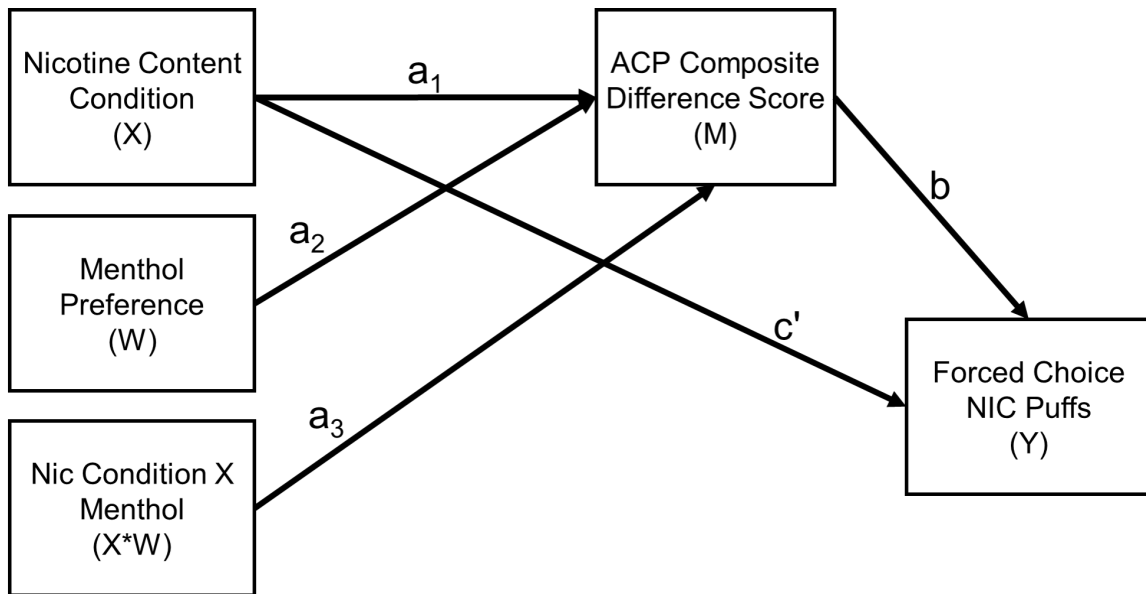 Nicotine Content
Condition
(X)
a₁
ACP Composite
Difference Score
(M)
b
Menthol
Preference
(W)
a₂
c'
Forced Choice
NIC Puffs
(Y)
Nic Condition X
Menthol
(X*W)
a₃